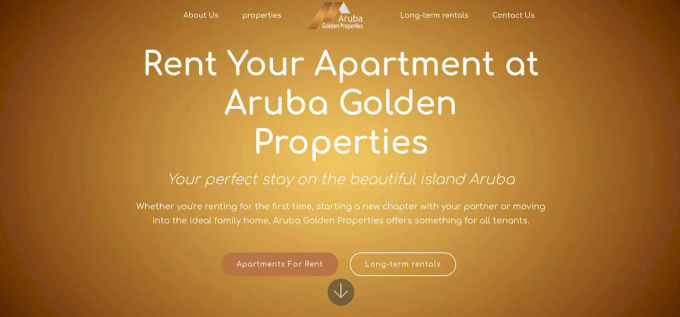 About Us
properties
Aruba
Golden Properties
Long-term rentals
Contact Us
Rent Your Apartment at
Aruba Golden
Properties
Your perfect stay on the beautiful island Aruba
Whether you're renting for the first time, starting a new chapter with your partner or moving
into the ideal family home, Aruba Golden Properties offers something for all tenants.
Apartments For Rent
Long-term rentals